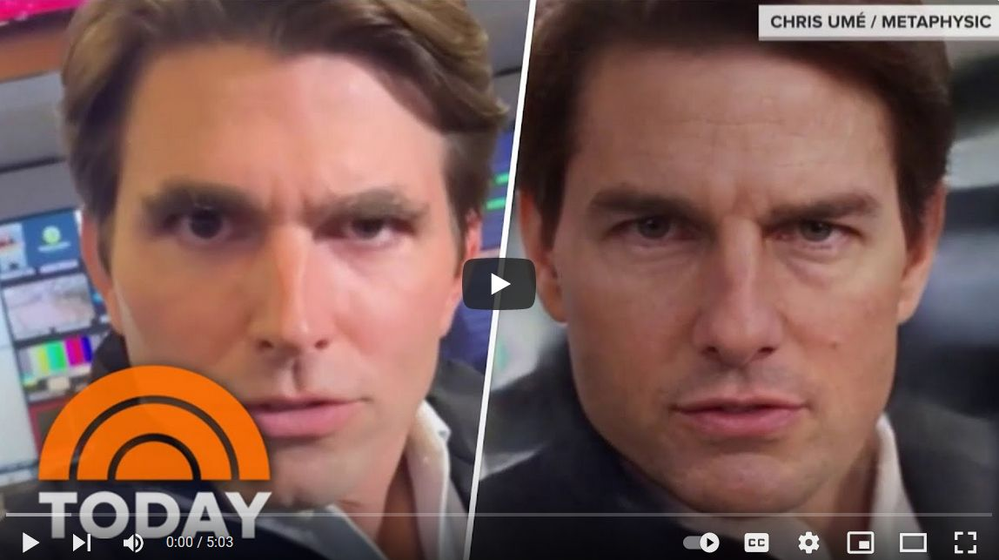 CHRIS UMÉ / METAPHYSIC
TODAY
0:00 / 5:03
CC